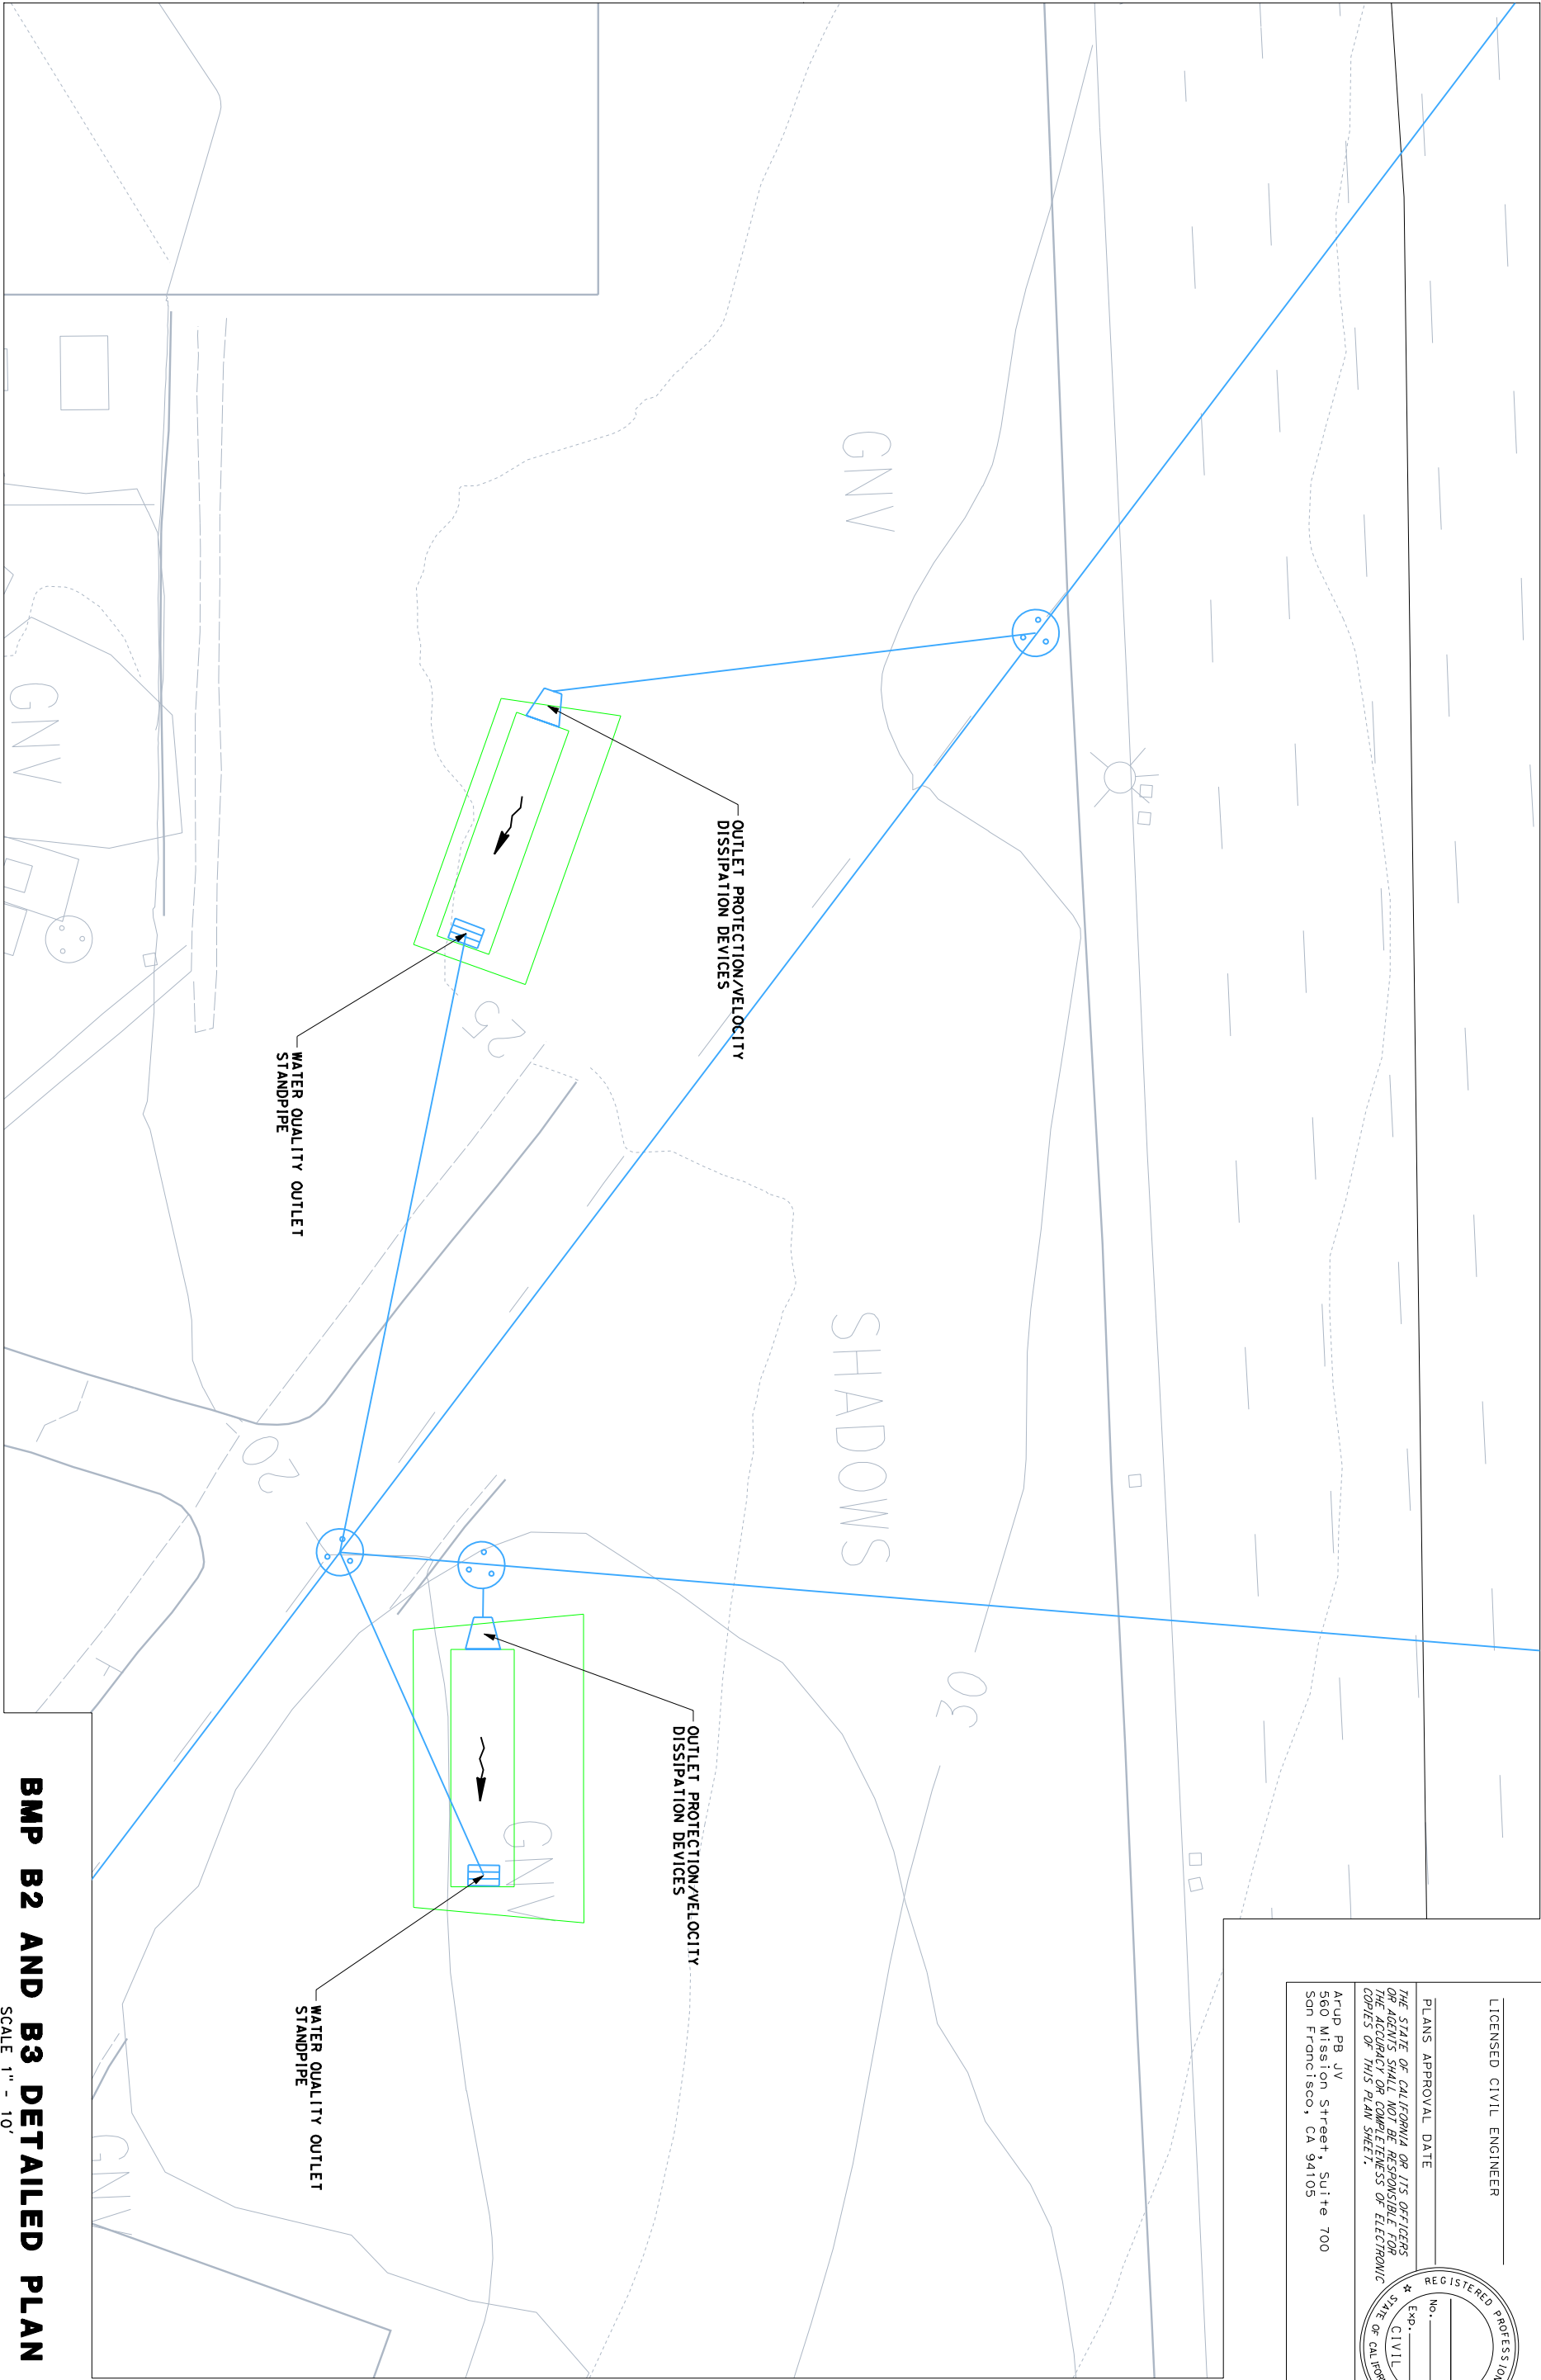 LICENSED CIVIL ENGINEER
PLANS APPROVAL DATE
THE STATE OF CALIFORNIA OR ITS OFFICERS
OR AGENTS SHALL NOT BE RESPONSIBLE FOR
THE ACCURACY OR COMPLETENESS OF ELECTRONIC
COPIES OF THIS PLAN SHEET.
Arup PB JV
560 Mission Street, Suite 700
San Francisco, CA 94105
REGISTERED PROFESSION
No.
Exp.
CIVIL
STATE OF CALIFOR
GNV
SHADOWS
30
OUTLET PROTECTION/VELOCITY
DISSIPATION DEVICES
OUTLET PROTECTION/VELOCITY
DISSIPATION DEVICES
25
GNV
WATER QUALITY OUTLET
STANDPIPE
WATER QUALITY OUTLET
STANDPIPE
20
GNV
BMP B2 AND B3 DETAILED PLAN
SCALE 1" - 10'